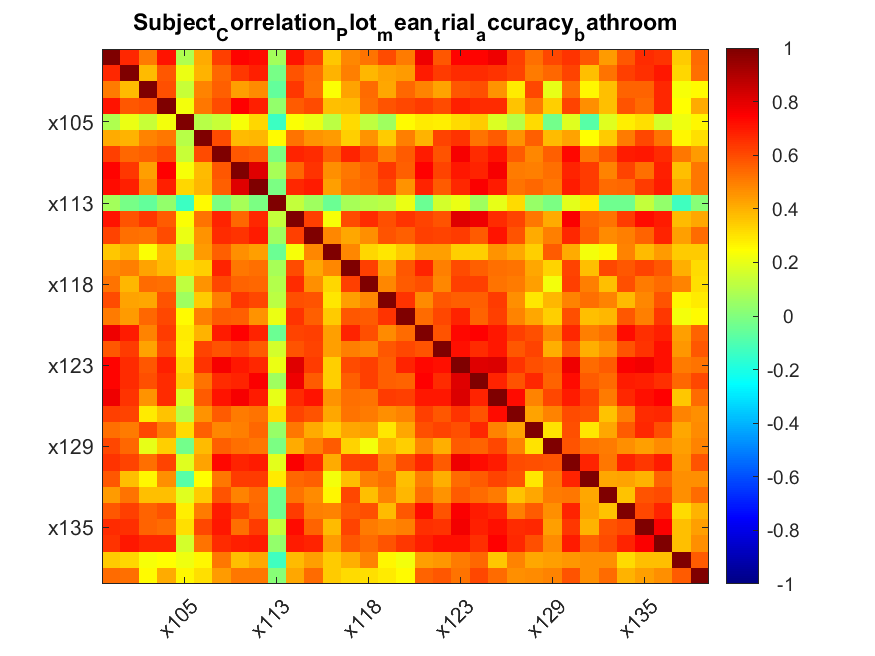 Subject_Correlation_Plot_mean_trial_accuracy_bathroom
1
0.8
x105
0.6
x113
0.4
0.2
x118
0
x123
-0.2
-0.4
x129
-0.6
x135
-0.8
-1
x105 x113 x118 x123 x129 x135